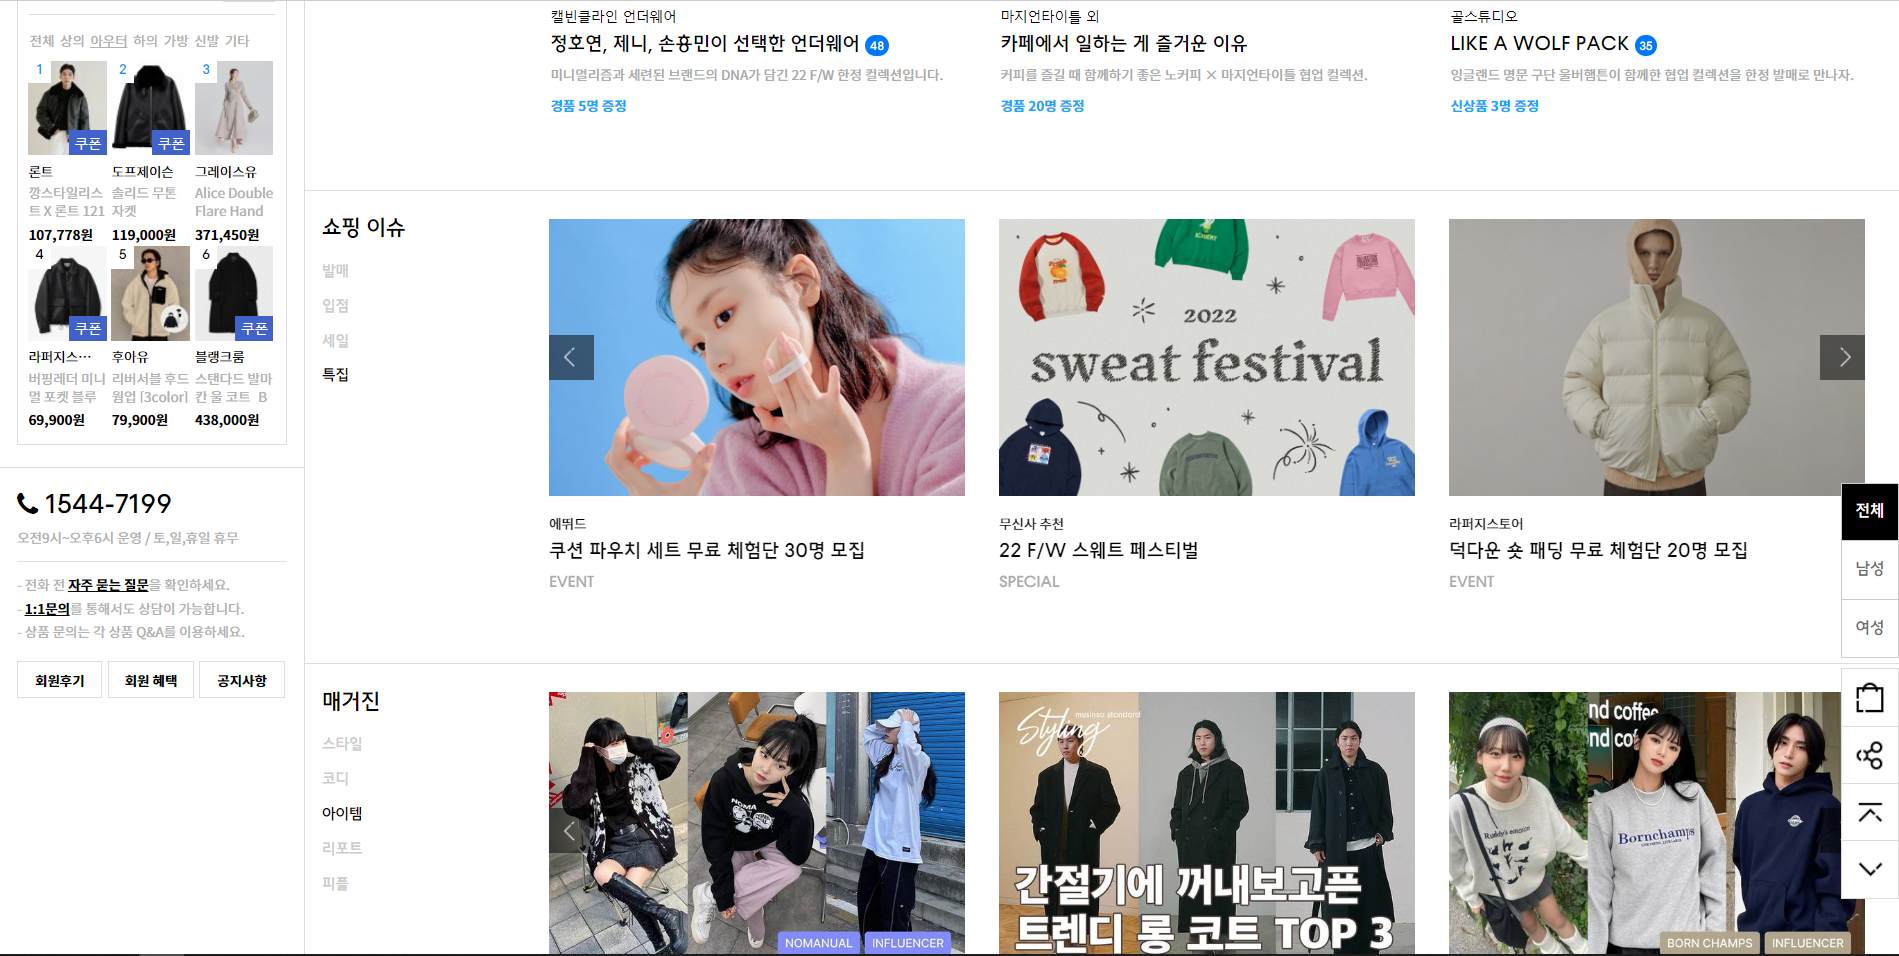 전체 상의 아우터 하의 가방 신발 기타
1
쿠폰
론트
깡스타일리스
트 X 론트 121
107,778원
2
쿠폰
도프제이슨
솔리드 무톤
자켓
119,000원
3
그레이스유
Alice Double
Flare Hand
371,450원
4
쿠폰
라퍼지스···
버핑레더 미니
멀 포켓 블루
69,900원
5
후아유
리버서블 후드
웜업 [3color]
79,900원
6
쿠폰
블랭크룸
스탠다드 발마
칸 울 코트 B
438,000원
1544-7199
오전9시~오후6시 운영 / 토,일,휴일 휴무
- 전화 전 자주 묻는 질문을 확인하세요.
- 1:1문의를 통해서도 상담이 가능합니다.
- 상품 문의는 각 상품 Q&A를 이용하세요.
회원후기
회원 혜택
공지사항
캘빈클라인 언더웨어
정호연, 제니, 손흥민이 선택한 언더웨어 48
미니멀리즘과 세련된 브랜드의 DNA가 담긴 22 F/W 한정 컬렉션입니다.
경품 5명 증정
마지언타이틀 외
카페에서 일하는 게 즐거운 이유
커피를 즐길 때 함께하기 좋은 노커피 × 마지언타이틀 협업 컬렉션.
경품 20명 증정
골스튜디오
LIKE A WOLF PACK 35
잉글랜드 명문 구단 울버햄튼이 함께한 협업 컬렉션을 한정 발매로 만나자.
신상품 3명 증정
쇼핑 이슈
발매
입점
세일
특집
에뛰드
쿠션 파우치 세트 무료 체험단 30명 모집
EVENT
ACADEMY
2022
sweat festival
무신사 추천
22 F/W 스웨트 페스티벌
SPECIAL
라퍼지스토어
덕다운 숏 패딩 무료 체험단 20명 모집
EVENT
전체
남성
여성
매거진
스타일
코디
아이템
리포트
피플
NOMA
NOMANUAL
INFLUENCER
musinsa standard
Styling
간절기에 꺼내보고픈
트렌디 롱 코트 TOP 3
nd coffee
nd cof
Ruddy's emotion
Bornchamps
BORN CHAMPS
INFLUENCER